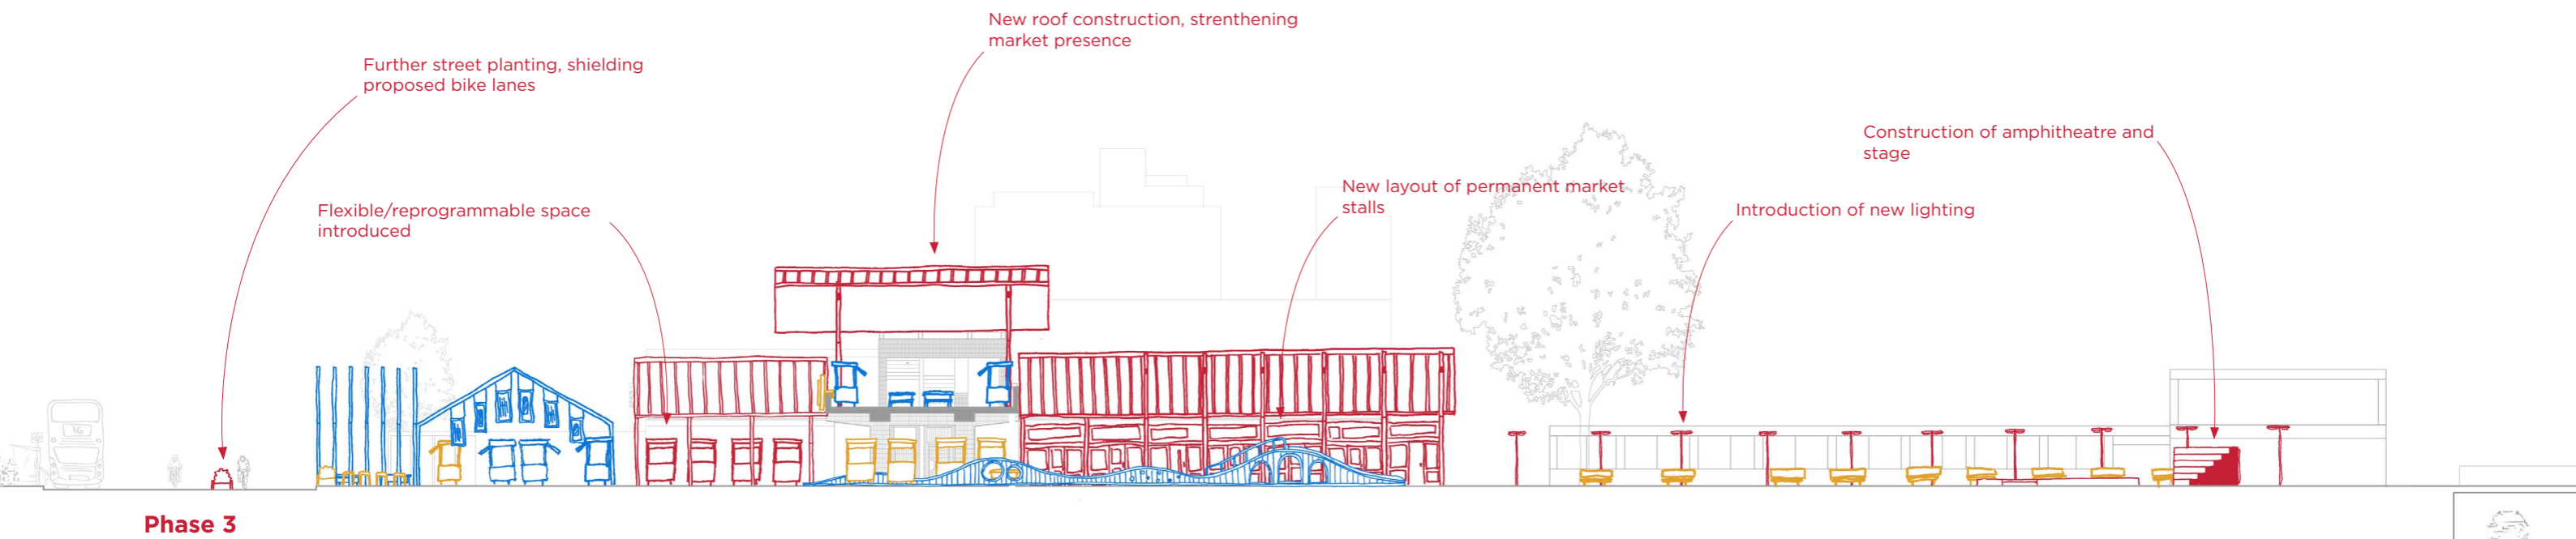 New roof construction, strenthening
market presence
Further street planting, shielding
proposed bike lanes
Construction of amphitheatre and
stage
New layout of permanent market
stalls
Flexible/reprogrammable space
introduced
Introduction of new lighting
Phase 3